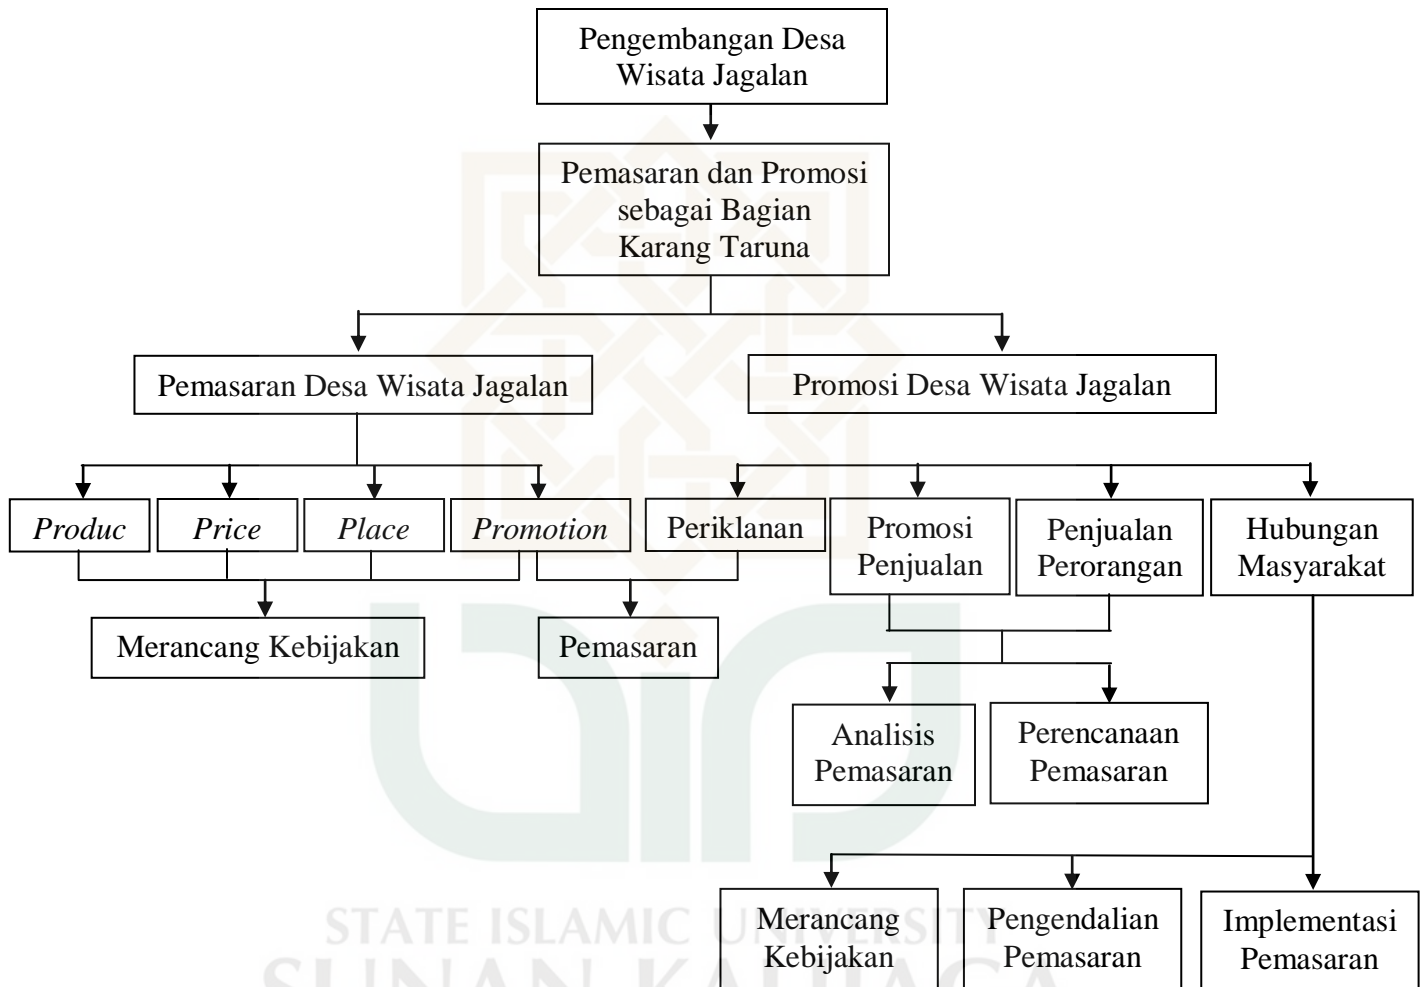 Pengembangan Desa
Wisata Jagalan
Pemasaran dan Promosi
sebagai Bagian
Karang Taruna
Pemasaran Desa Wisata Jagalan
Promosi Desa Wisata Jagalan
Produc
Price
Place
Promotion
Periklanan
Promosi
Penjualan
Penjualan
Perorangan
Hubungan
Masyarakat
Merancang Kebijakan
Pemasaran
Analisis
Pemasaran
Perencanaan
Pemasaran
Merancang
Kebijakan
Pengendalian
Pemasaran
Implementasi
Pemasaran
STATE ISLAMIC UNIVERSITY
SUNAN KALIJAGA